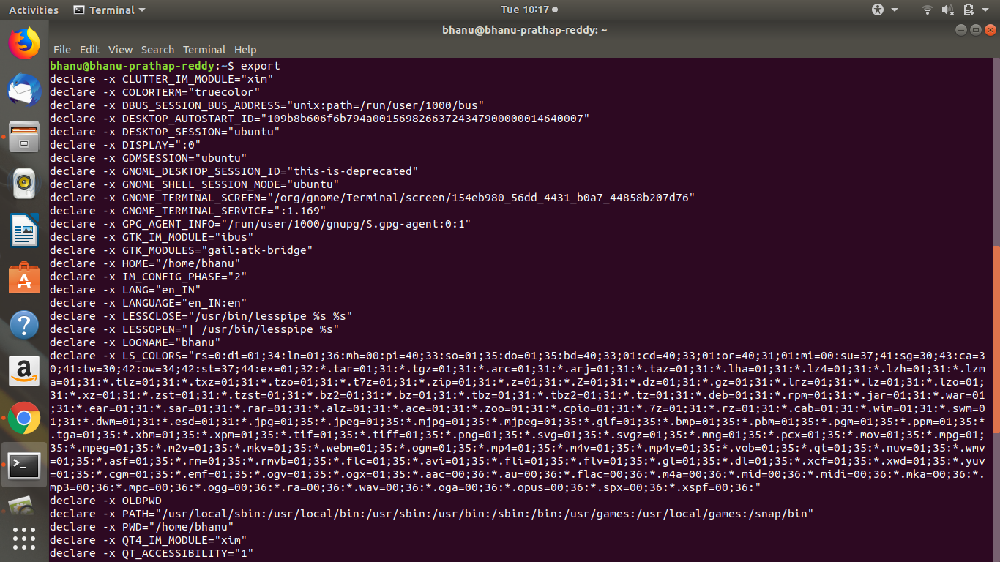 Activities Terminal Tue 10:17
bhanu@bhanu-prathap-reddy: ~
File Edit View Search Terminal Help
bhanu@bhanu-prathap-reddy:~$ export
declare -x CLUTTER_IM_MODULE="xim"
declare -x COLORTERM="truecolor"
declare -x DBUS_SESSION_BUS_ADDRESS="unix:path=/run/user/1000/bus"
declare -x DESKTOP_AUTOSTART_ID="109b8b606f6b794a001569826637243479000000014640007"
declare -x DESKTOP_SESSION="ubuntu"
declare -x DISPLAY=":0"
declare -x GDMSESSION="ubuntu"
declare -x GNOME_DESKTOP_SESSION_ID="this-is-deprecated"
declare -x GNOME_SHELL_SESSION_MODE="ubuntu"
declare -x GNOME_TERMINAL_SCREEN="/org/gnome/Terminal/screen/154eb980_56dd_4431_b0a7_44858b207d76"
declare -x GNOME_TERMINAL_SERVICE=":1.169"
declare -x GPG_AGENT_INFO="/run/user/1000/gnupg/S.gpg-agent:0:1"
declare -x GTK_IM_MODULE="ibus"
declare -x GTK_MODULES="gail:atk-bridge"
declare -x HOME="/home/bhanu"
declare -x IM_CONFIG_PHASE="2"
declare -x LANG="en_IN"
declare -x LANGUAGE="en_IN:en"
declare -x LESSCLOSE="/usr/bin/lesspipe %s %s"
declare -x LESSOPEN="| /usr/bin/lesspipe %s"
declare -x LOGNAME="bhanu"
declare -x LS_COLORS="rs=0:di=01;34:ln=01;36:mh=00:pi=40;33:so=01;35:do=01;35:bd=40;33;01:cd=40;33;01:or=40;31;01:mi=00:su=37;41:sg=30;43:ca=3
0;41:tw=30;42:ow=34;42:st=37;44:ex=01;32:*.tar=01;31:*.tgz=01;31:*.arc=01;31:*.arj=01;31:*.taz=01;31:*.lha=01;31:*.lz4=01;31:*.lzh=01;31:*.lzm
a=01;31:*.tlz=01;31:*.txz=01;31:*.tzo=01;31:*.t7z=01;31:*.zip=01;31:*.z=01;31:*.Z=01;31:*.dz=01;31:*.gz=01;31:*.lrz=01;31:*.lz=01;31:*.lzo=01;
31:*.xz=01;31:*.zst=01;31:*.tzst=01;31:*.bz2=01;31:*.bz=01;31:*.tbz=01;31:*.tbz2=01;31:*.tz=01;31:*.deb=01;31:*.rpm=01;31:*.jar=01;31:*.war=01
;31:*.ear=01;31:*.sar=01;31:*.rar=01;31:*.alz=01;31:*.ace=01;31:*.zoo=01;31:*.cpio=01;31:*.7z=01;31:*.rz=01;31:*.cab=01;31:*.wim=01;31:*.swm=0
1;31:*.dwm=01;31:*.esd=01;31:*.jpg=01;35:*.jpeg=01;35:*.mjpg=01;35:*.mjpeg=01;35:*.gif=01;35:*.bmp=01;35:*.pbm=01;35:*.pgm=01;35:*.ppm=01;35:*
.tga=01;35:*.xbm=01;35:*.xpm=01;35:*.tif=01;35:*.tiff=01;35:*.png=01;35:*.svg=01;35:*.svgz=01;35:*.mng=01;35:*.pcx=01;35:*.mov=01;35:*.mpg=01;
35:*.mpeg=01;35:*.m2v=01;35:*.mkv=01;35:*.webm=01;35:*.ogm=01;35:*.mp4=01;35:*.m4v=01;35:*.mp4v=01;35:*.vob=01;35:*.qt=01;35:*.nuv=01;35:*.wmv
=01;35:*.asf=01;35:*.rm=01;35:*.rmvb=01;35:*.flc=01;35:*.avi=01;35:*.fli=01;35:*.flv=01;35:*.gl=01;35:*.dl=01;35:*.xcf=01;35:*.xwd=01;35:*.yuv
=01;35:*.cgm=01;35:*.emf=01;35:*.ogv=01;35:*.ogx=01;35:*.aac=00;36:*.au=00;36:*.flac=00;36:*.m4a=00;36:*.mid=00;36:*.midi=00;36:*.mka=00;36:*.
mp3=00;36:*.mpc=00;36:*.ogg=00;36:*.ra=00;36:*.wav=00;36:*.oga=00;36:*.opus=00;36:*.spx=00;36:*.xspf=00;36:"
declare -x OLDPWD
declare -x PATH="/usr/local/sbin:/usr/local/bin:/usr/sbin:/usr/bin:/sbin:/bin:/usr/games:/usr/local/games:/snap/bin"
declare -x PWD="/home/bhanu"
declare -x QT4_IM_MODULE="xim"
declare -x QT_ACCESSIBILITY="1"